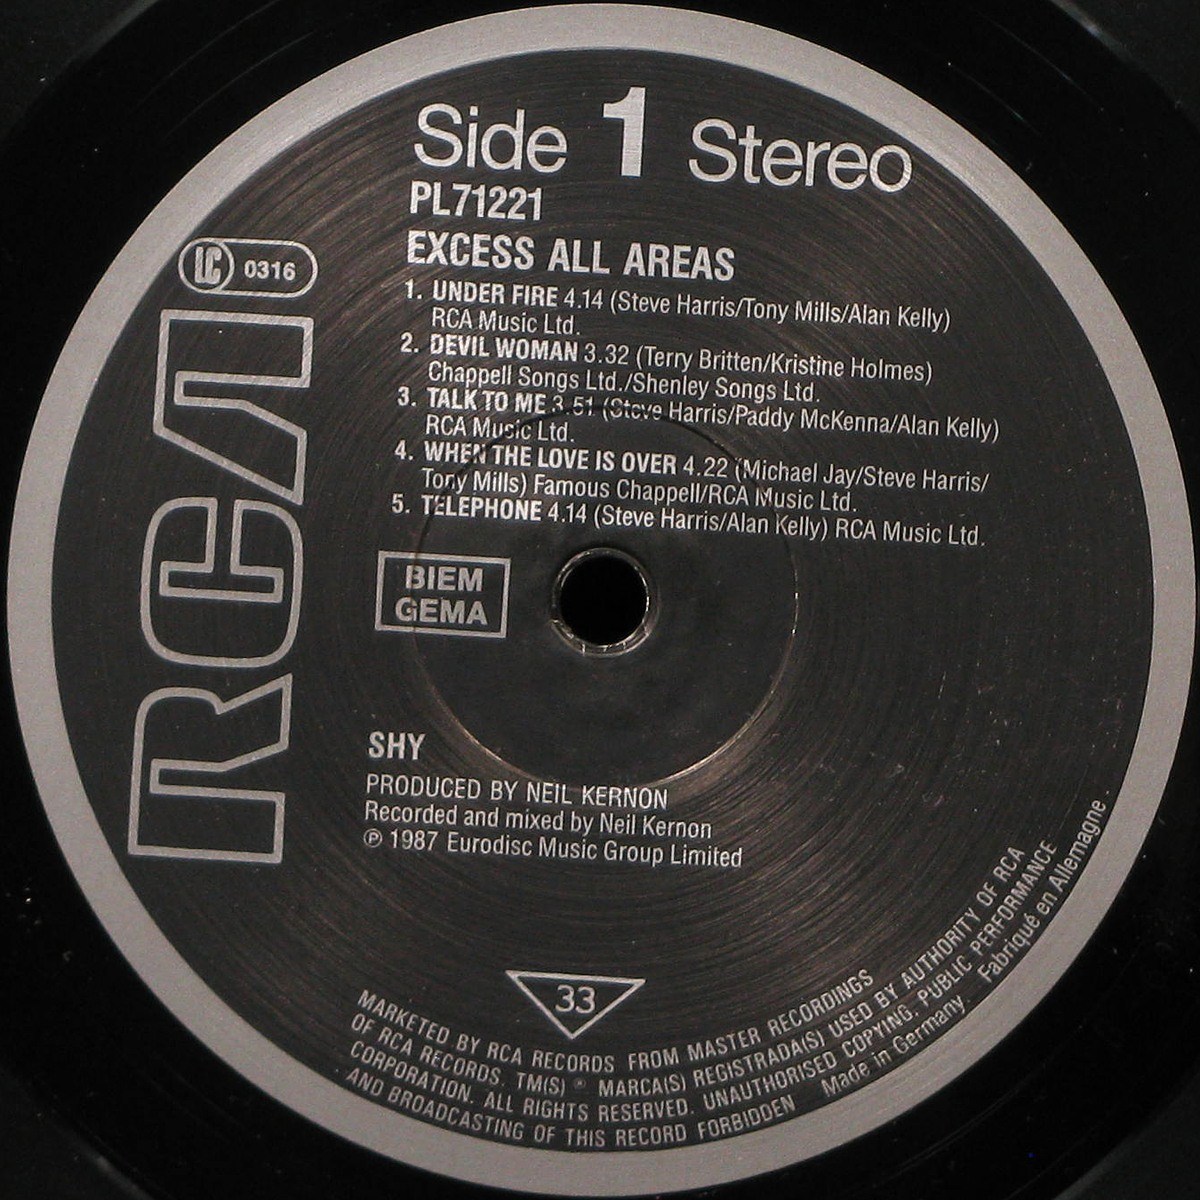 Side 1 Stereo
PL71221
EXCESS ALL AREAS
LC 0316
RCA
1. UNDER FIRE 4.14 (Steve Harris/Tony Mills/Alan Kelly)
RCA Music Ltd.
2. DEVIL WOMAN 3.32 (Terry Britten/Kristine Holmes)
Chappell Songs Ltd./Shenley Songs Ltd.
3. TALK TO ME 3.51 (Steve Harris/Paddy McKenna/Alan Kelly)
RCA Music Ltd.
4. WHEN THE LOVE IS OVER 4.22 (Michael Jay/Steve Harris/
Tony Mills) Famous Chappell/RCA Music Ltd.
5. TELEPHONE 4.14 (Steve Harris/Alan Kelly) RCA Music Ltd.
BIEM
GEMA
SHY
PRODUCED BY NEIL KERNON
Recorded and mixed by Neil Kernon
℗ 1987 Eurodisc Music Group Limited
33
MARKETED BY RCA RECORDS FROM MASTER RECORDINGS
OF RCA RECORDS. TM(S) ® MARCA(S) REGISTRADA(S) USED BY AUTHORITY OF RCA
CORPORATION. ALL RIGHTS RESERVED. UNAUTHORISED COPYING. PUBLIC PERFORMANCE
AND BROADCASTING OF THIS RECORD FORBIDDEN Made in Germany. Fabriqué en Allemagne.